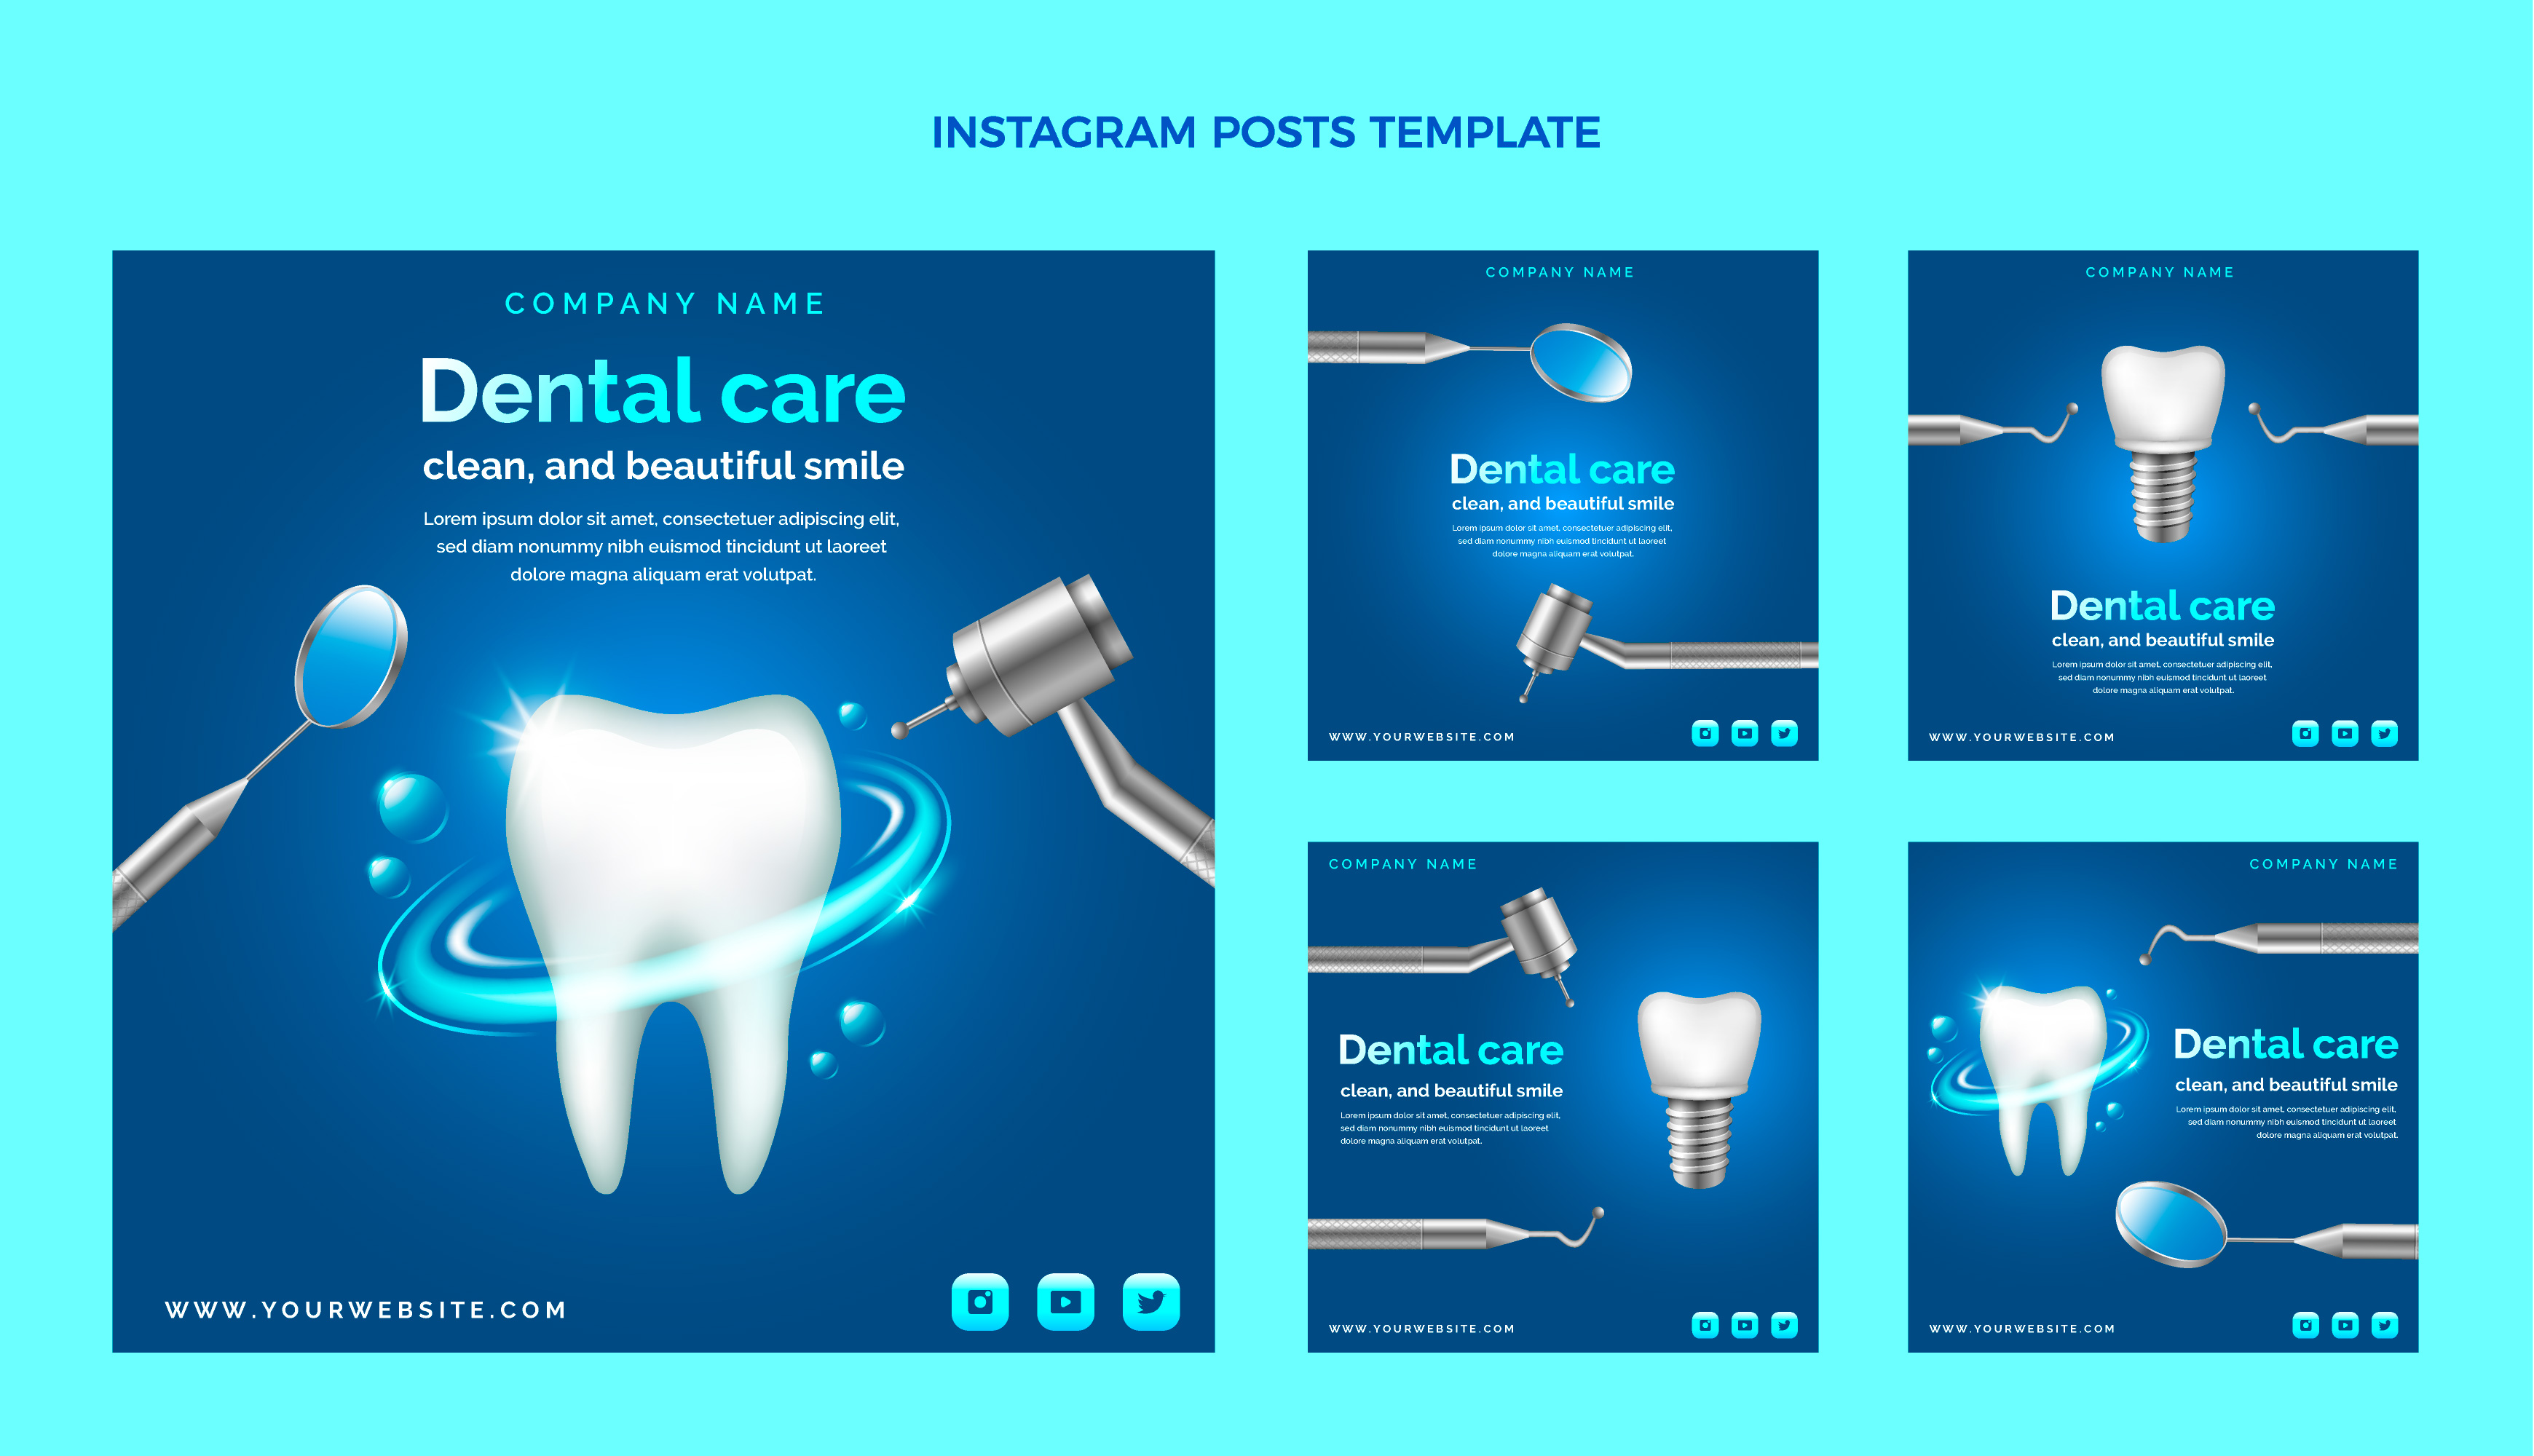 INSTAGRAM POSTS TEMPLATE
COMPANY NAME
Dental care
clean, and beautiful smile
Lorem ipsum dolor sit amet, consectetuer adipiscing elit,
sed diam nonummy nibh euismod tincidunt ut laoreet
dolore magna aliquam erat volutpat.
WWW.YOURWEBSITE.COM
COMPANY NAME
Dental care
clean, and beautiful smile
Lorem ipsum dolor sit amet, consectetuer adipiscing elit,
sed diam nonummy nibh euismod tincidunt ut laoreet
dolore magna aliquam erat volutpat.
WWW.YOURWEBSITE.COM
COMPANY NAME
Dental care
clean, and beautiful smile
Lorem ipsum dolor sit amet, consectetuer adipiscing elit,
sed diam nonummy nibh euismod tincidunt ut laoreet
dolore magna aliquam erat volutpat.
WWW.YOURWEBSITE.COM
COMPANY NAME
Dental care
clean, and beautiful smile
Lorem ipsum dolor sit amet, consectetuer adipiscing elit,
sed diam nonummy nibh euismod tincidunt ut laoreet
dolore magna aliquam erat volutpat.
WWW.YOURWEBSITE.COM
COMPANY NAME
Dental care
clean, and beautiful smile
Lorem ipsum dolor sit amet, consectetuer adipiscing elit,
sed diam nonummy nibh euismod tincidunt ut laoreet
dolore magna aliquam erat volutpat.
WWW.YOURWEBSITE.COM